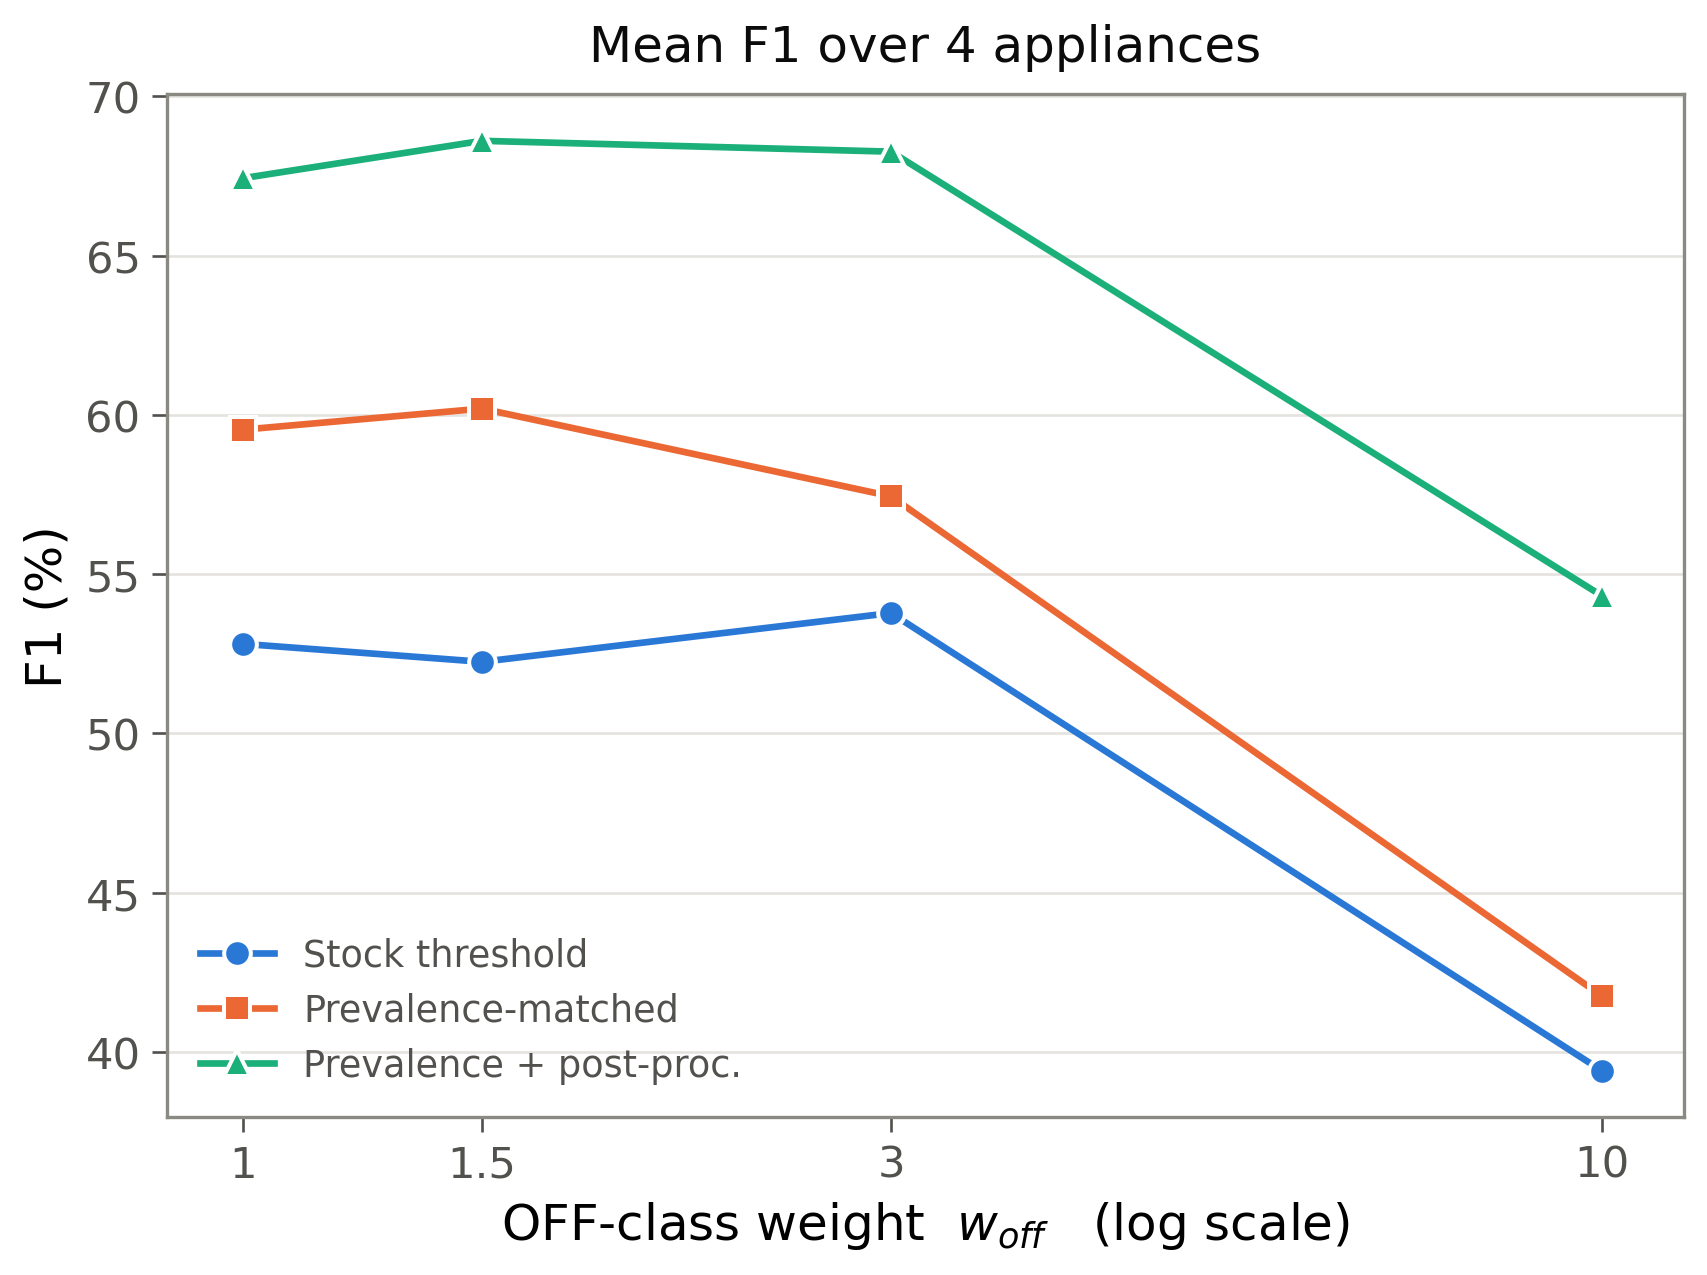 Mean F1 over 4 appliances
70
65
60
55
50
45
40
F1 (%)
Stock threshold
Prevalence-matched
Prevalence + post-proc.
1 1.5 3 10
OFF-class weight w_off (log scale)